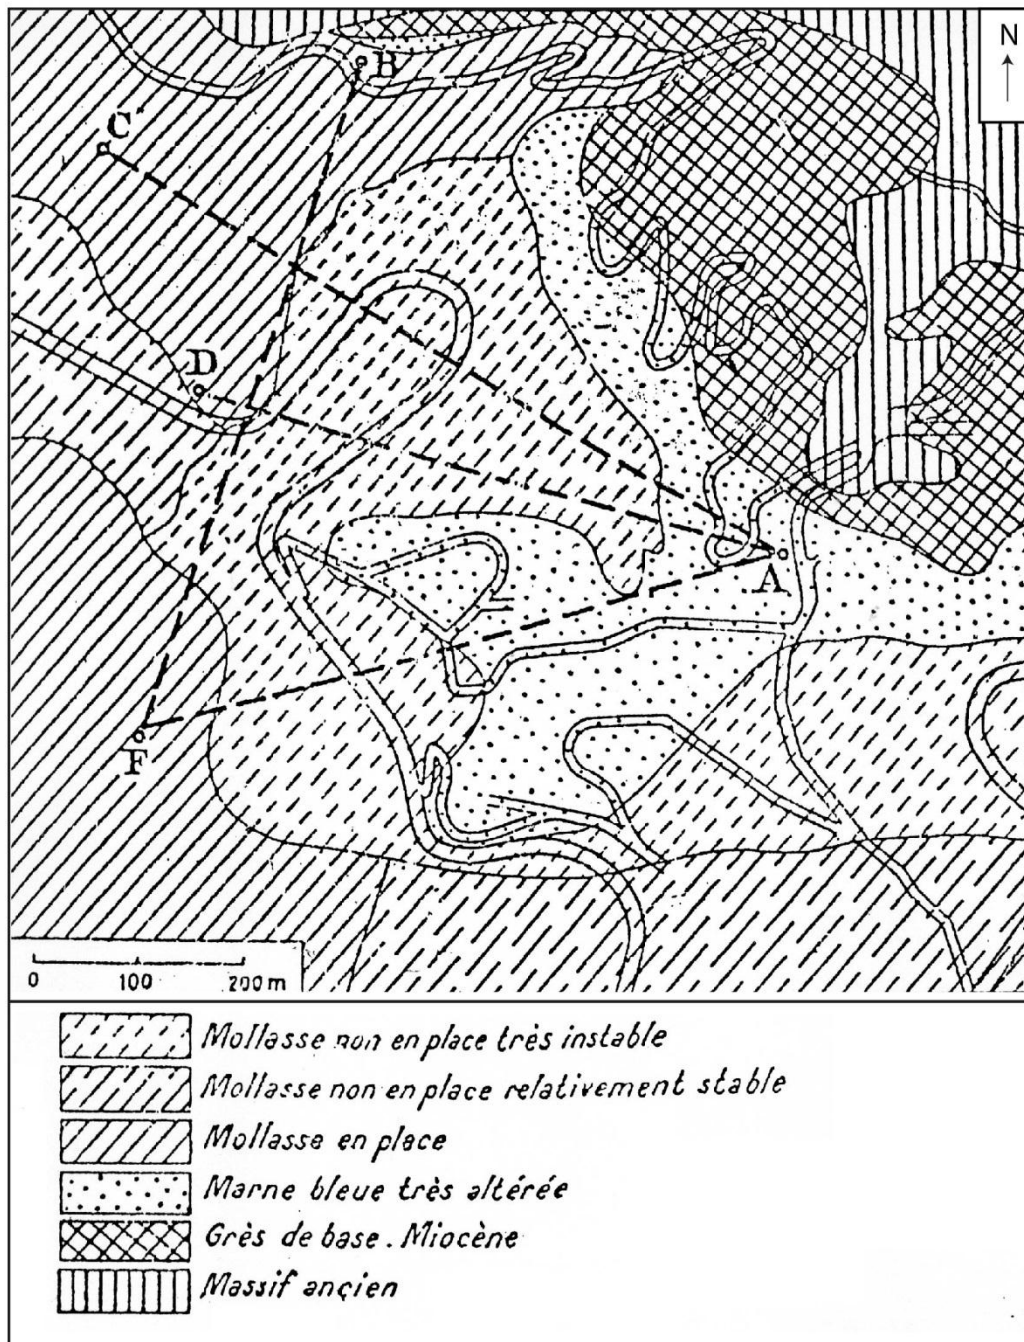 N
B
C
D
A
F
0 100 200 m
Mollasse non en place très instable
Mollasse non en place relativement stable
Mollasse en place
Marne bleue très altérée
Grès de base. Miocène
Massif ançien